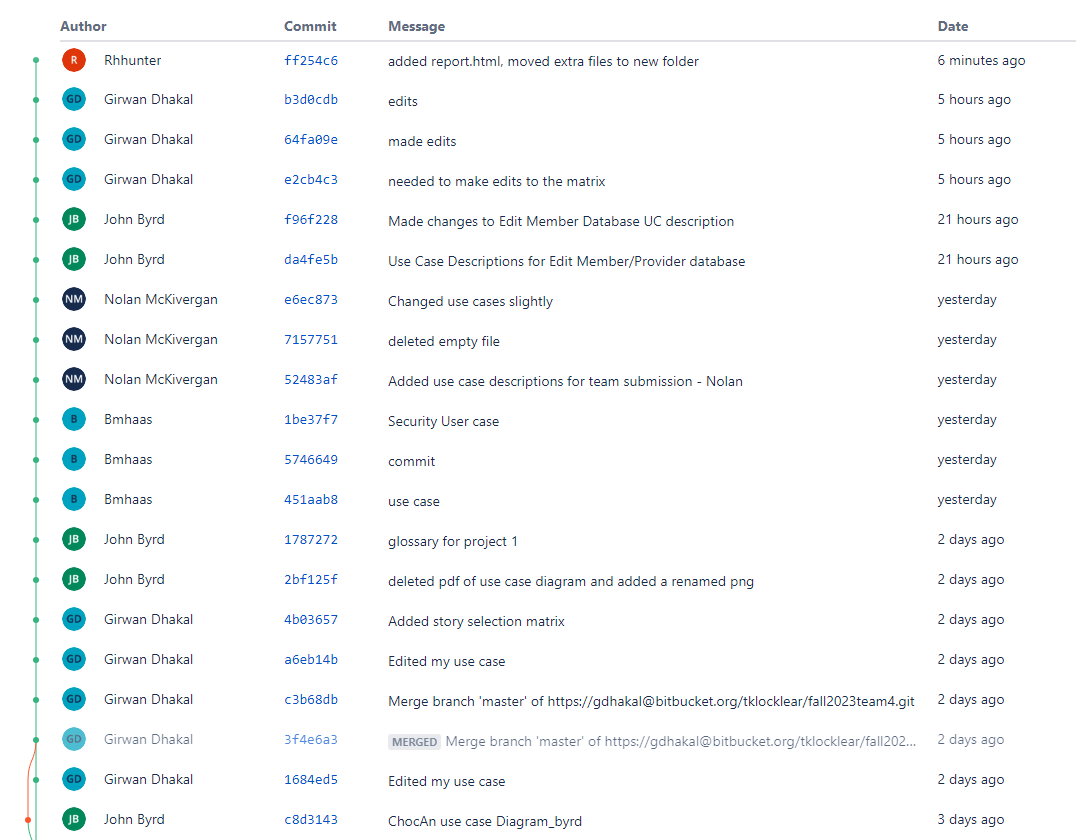 Author Commit Message Date
R Rhhunter ff254c6 added report.html, moved extra files to new folder 6 minutes ago
GD Girwan Dhakal b3d0cdb edits 5 hours ago
GD Girwan Dhakal 64fa09e made edits 5 hours ago
GD Girwan Dhakal e2cb4c3 needed to make edits to the matrix 5 hours ago
JB John Byrd f96f228 Made changes to Edit Member Database UC description 21 hours ago
JB John Byrd da4fe5b Use Case Descriptions for Edit Member/Provider database 21 hours ago
NM Nolan McKivergan e6ec873 Changed use cases slightly yesterday
NM Nolan McKivergan 7157751 deleted empty file yesterday
NM Nolan McKivergan 52483af Added use case descriptions for team submission - Nolan yesterday
B Bmhaas 1be37f7 Security User case yesterday
B Bmhaas 5746649 commit yesterday
B Bmhaas 451aab8 use case yesterday
JB John Byrd 1787272 glossary for project 1 2 days ago
JB John Byrd 2bf125f deleted pdf of use case diagram and added a renamed png 2 days ago
GD Girwan Dhakal 4b03657 Added story selection matrix 2 days ago
GD Girwan Dhakal a6eb14b Edited my use case 2 days ago
GD Girwan Dhakal c3b68db Merge branch 'master' of https://gdhakal@bitbucket.org/tklocklear/fall2023team4.git 2 days ago
GD Girwan Dhakal 3f4e6a3 MERGED Merge branch 'master' of https://gdhakal@bitbucket.org/tklocklear/fall202... 2 days ago
GD Girwan Dhakal 1684ed5 Edited my use case 2 days ago
JB John Byrd c8d3143 ChocAn use case Diagram_byrd 3 days ago